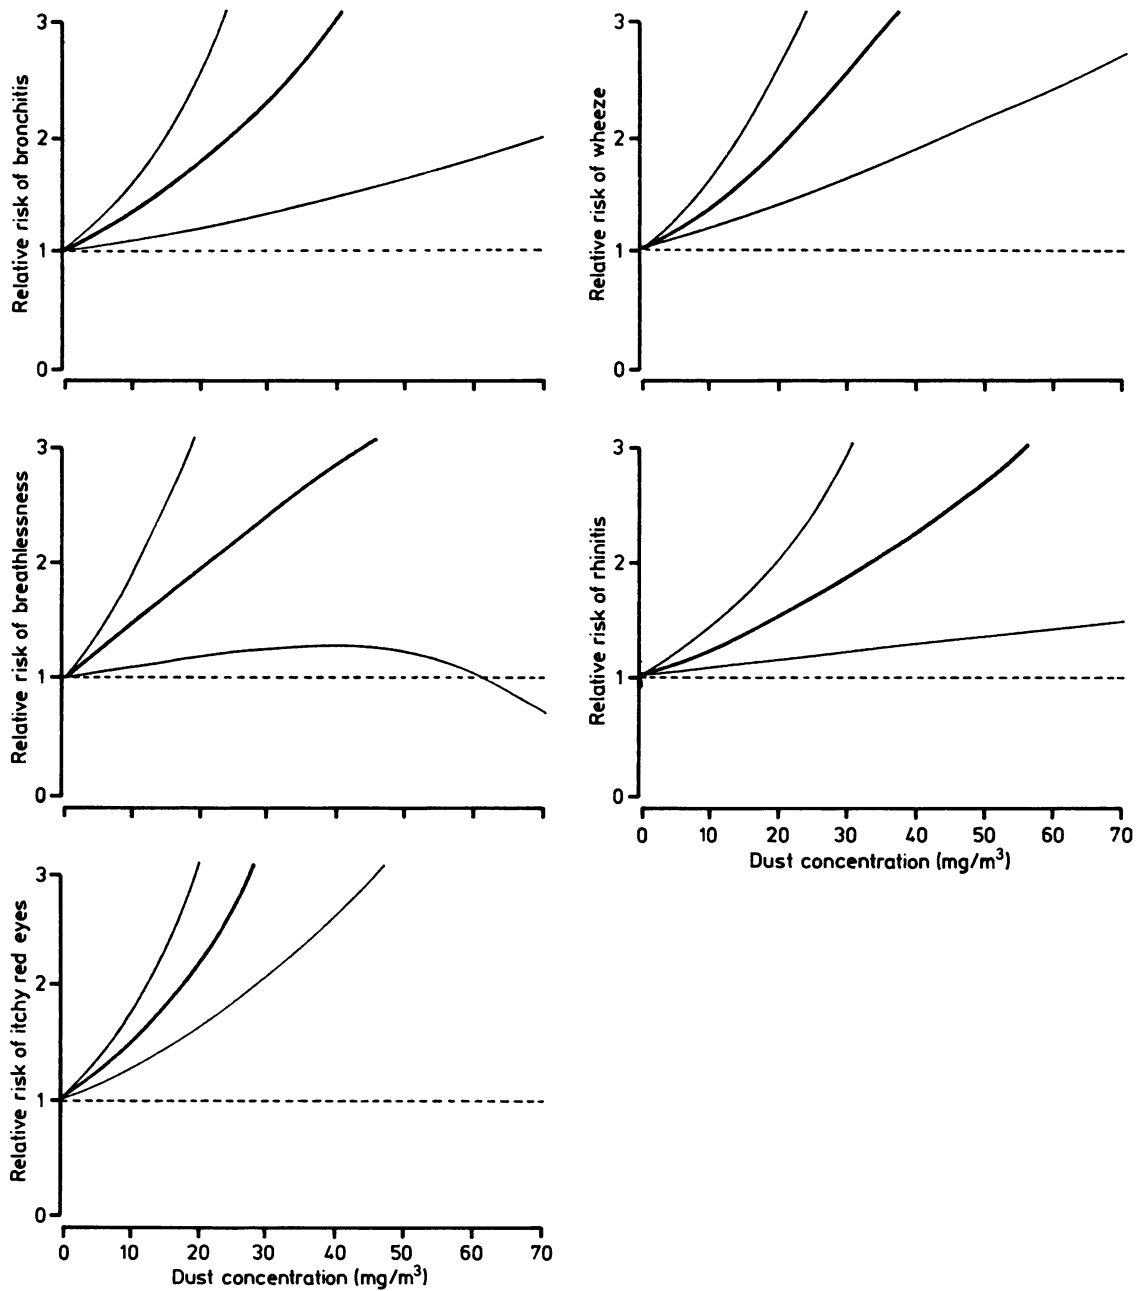 Relative risk of bronchitis
3
2
1
0
Relative risk of wheeze
3
2
1
0
Relative risk of breathlessness
3
2
1
0
Relative risk of rhinitis
3
2
1
0
0 10 20 30 40 50 60 70
Dust concentration (mg/m³)
Relative risk of itchy red eyes
3
2
1
0
0 10 20 30 40 50 60 70
Dust concentration (mg/m³)